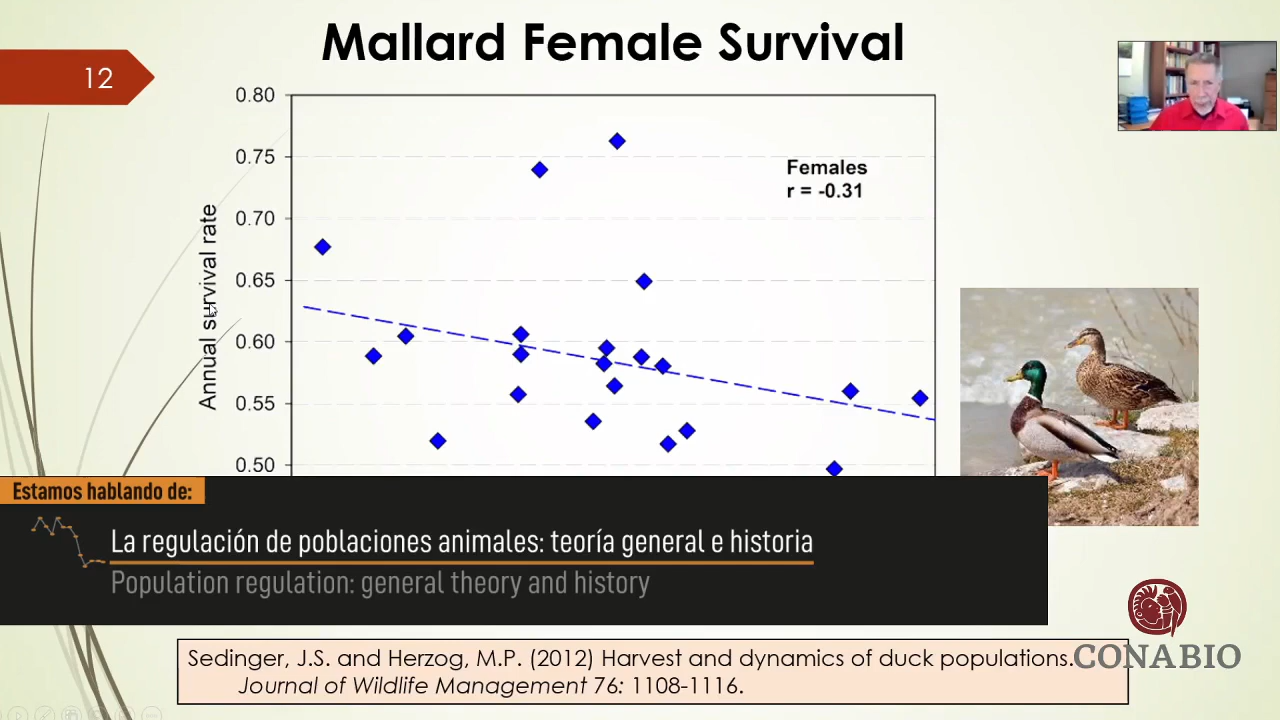 Mallard Female Survival
12
0.80
0.75
0.70
0.65
0.60
0.55
0.50
Annual survival rate
Females
r = -0.31
Estamos hablando de:
La regulación de poblaciones animales: teoría general e historia
Population regulation: general theory and history
Sedinger, J.S. and Herzog, M.P. (2012) Harvest and dynamics of duck populations.
Journal of Wildlife Management 76: 1108-1116.
CONABIO